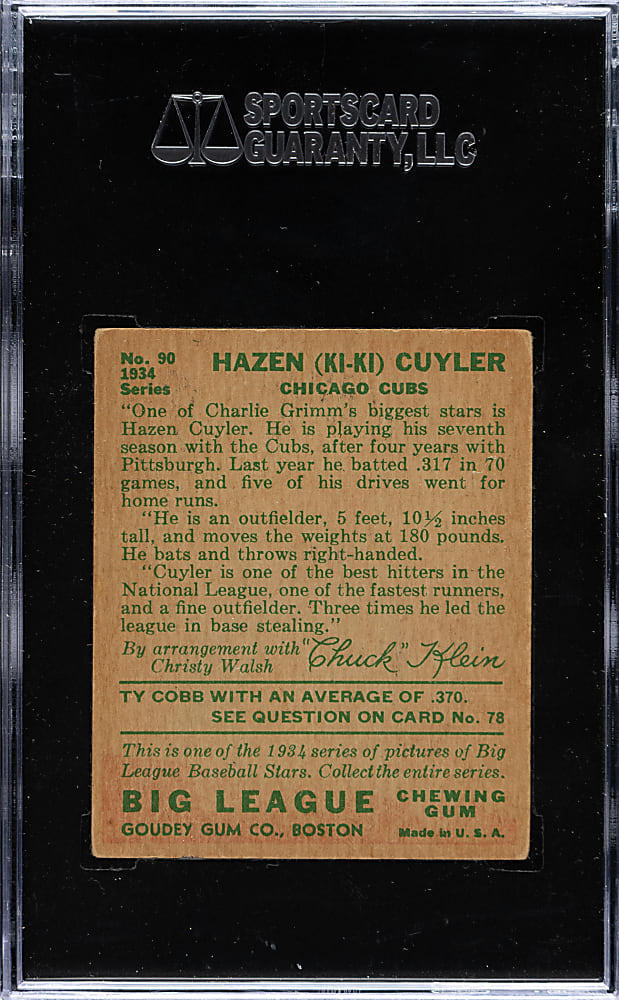 SPORTSCARD
GUARANTY, LLC
No. 90
1934
Series
HAZEN (KI-KI) CUYLER
CHICAGO CUBS
"One of Charlie Grimm's biggest stars is
Hazen Cuyler. He is playing his seventh
season with the Cubs, after four years with
Pittsburgh. Last year he batted .317 in 70
games, and five of his drives went for
home runs.
"He is an outfielder, 5 feet, 10½ inches
tall, and moves the weights at 180 pounds.
He bats and throws right-handed.
"Cuyler is one of the best hitters in the
National League, one of the fastest runners,
and a fine outfielder. Three times he led the
league in base stealing."
By arrangement with "Chuck" Klein
Christy Walsh
TY COBB WITH AN AVERAGE OF .370.
SEE QUESTION ON CARD No. 78
This is one of the 1934 series of pictures of Big
League Baseball Stars. Collect the entire series.
BIG LEAGUE CHEWING GUM
GOUDEY GUM CO., BOSTON Made in U. S. A.